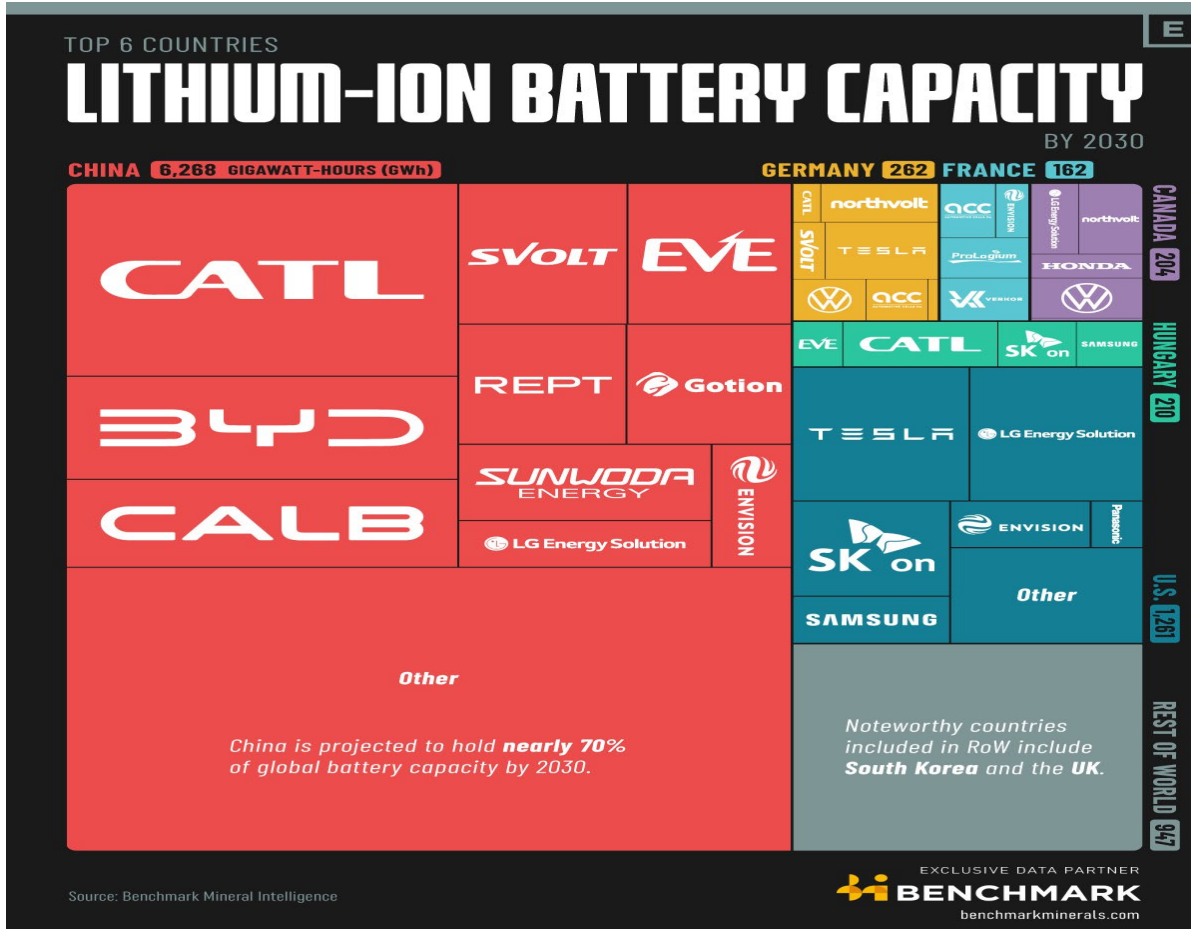 E
TOP 6 COUNTRIES
LITHIUM-ION BATTERY CAPACITY
BY 2030
CHINA 6,268 GIGAWATT-HOURS (GWh)
GERMANY 262 FRANCE 162
CANADA 204
HUNGARY 210
U.S. 1,261
REST OF WORLD 947
CATL
BYD
CALB
SVOLT
EVE
REPT
Gotion
SUNWODA
ENERGY
LG Energy Solution
ENVISION
Other
China is projected to hold nearly 70%
of global battery capacity by 2030.
CATL
northvolt
SVOLT
TESLA
VW
acc
acc
ENVISION
ProLogium
VERKOR
LG Energy Solution
northvolt
HONDA
VW
EVE
CATL
SK on
SAMSUNG
TESLA
LG Energy Solution
SK on
ENVISION
Panasonic
SAMSUNG
Other
Noteworthy countries
included in RoW include
South Korea and the UK.
Source: Benchmark Mineral Intelligence
EXCLUSIVE DATA PARTNER
BENCHMARK
benchmarkminerals.com